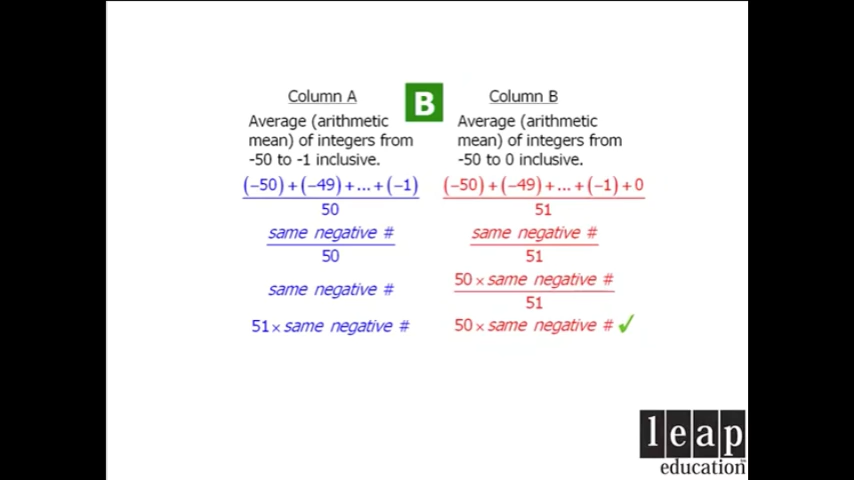 Column A
B
Column B
Average (arithmetic
mean) of integers from
-50 to -1 inclusive.
Average (arithmetic
mean) of integers from
-50 to 0 inclusive.
(−50)+(−49)+...+(−1)
50
(−50)+(−49)+...+(−1)+0
51
same negative #
50
same negative #
51
same negative #
50 × same negative #
51
51 × same negative #
50 × same negative # ✓
leap
education™